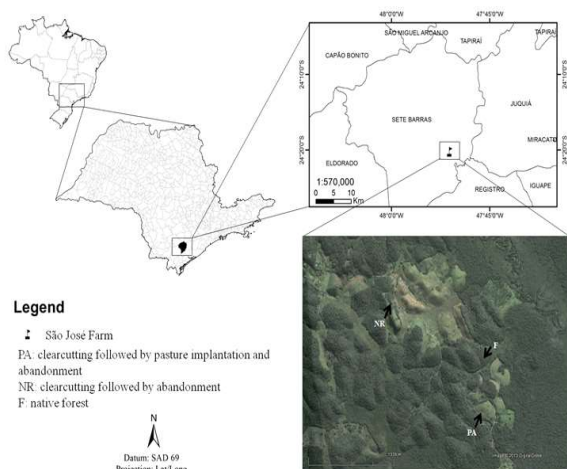 48°0'0"W 47°45'0"W
SÃO MIGUEL ARCANJO
TAPIRAÍ
TAPIRAI
CAPÃO BONITO
24°10'0"S
24°10'0"S
JUQUIÁ
SETE BARRAS
MIRACATU
24°20'0"S
24°20'0"S
ELDORADO
IGUAPE
REGISTRO
1:570,000
0 5 10
Km
48°0'0"W 47°45'0"W
NR
F
PA
Legend
São José Farm
PA: clearcutting followed by pasture implantation and
abandonment
NR: clearcutting followed by abandonment
F: native forest
N
Datum: SAD 69
Projection: Lat/Long